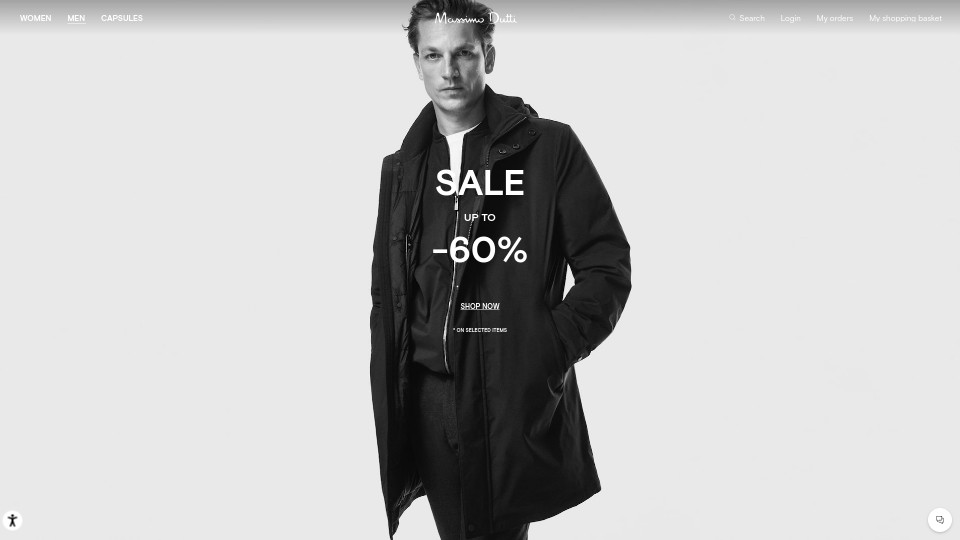 WOMEN MEN CAPSULES Massimo Dutti Search Login My orders My shopping basket
SALE
UP TO
-60%
SHOP NOW
* ON SELECTED ITEMS